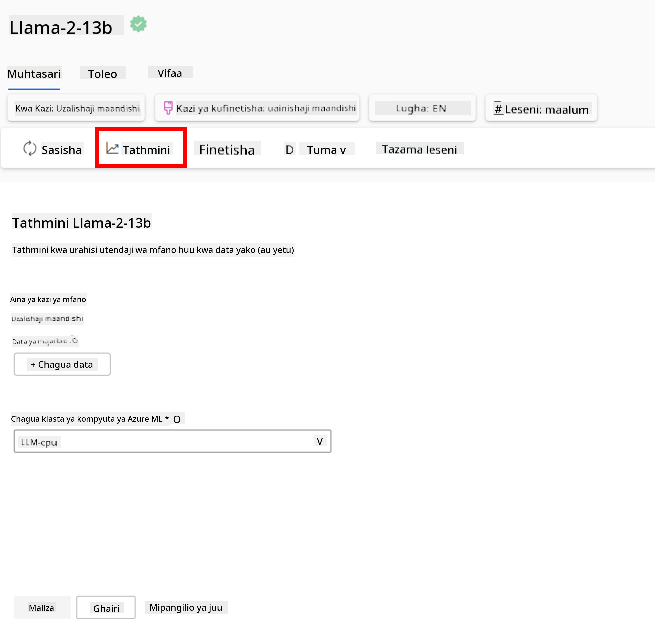 Llama-2-13b
Muhtasari Toleo Vifaa
Kwa Kazi: Uzalishaji maandishi Kazi ya kufinetisha: uainishaji maandishi Lugha: EN # Leseni: maalum
Sasisha Tathmini Finetisha D Tuma v Tazama leseni
Tathmini Llama-2-13b
Tathmini kwa urahisi utendaji wa mfano huu kwa data yako (au yetu)
Aina ya kazi ya mfano
Uzalishaji maandishi
Data ya majaribio
+ Chagua data
Chagua klasta ya kompyuta ya Azure ML *
LLM-cpu V
Maliza Ghairi Mipangilio ya juu